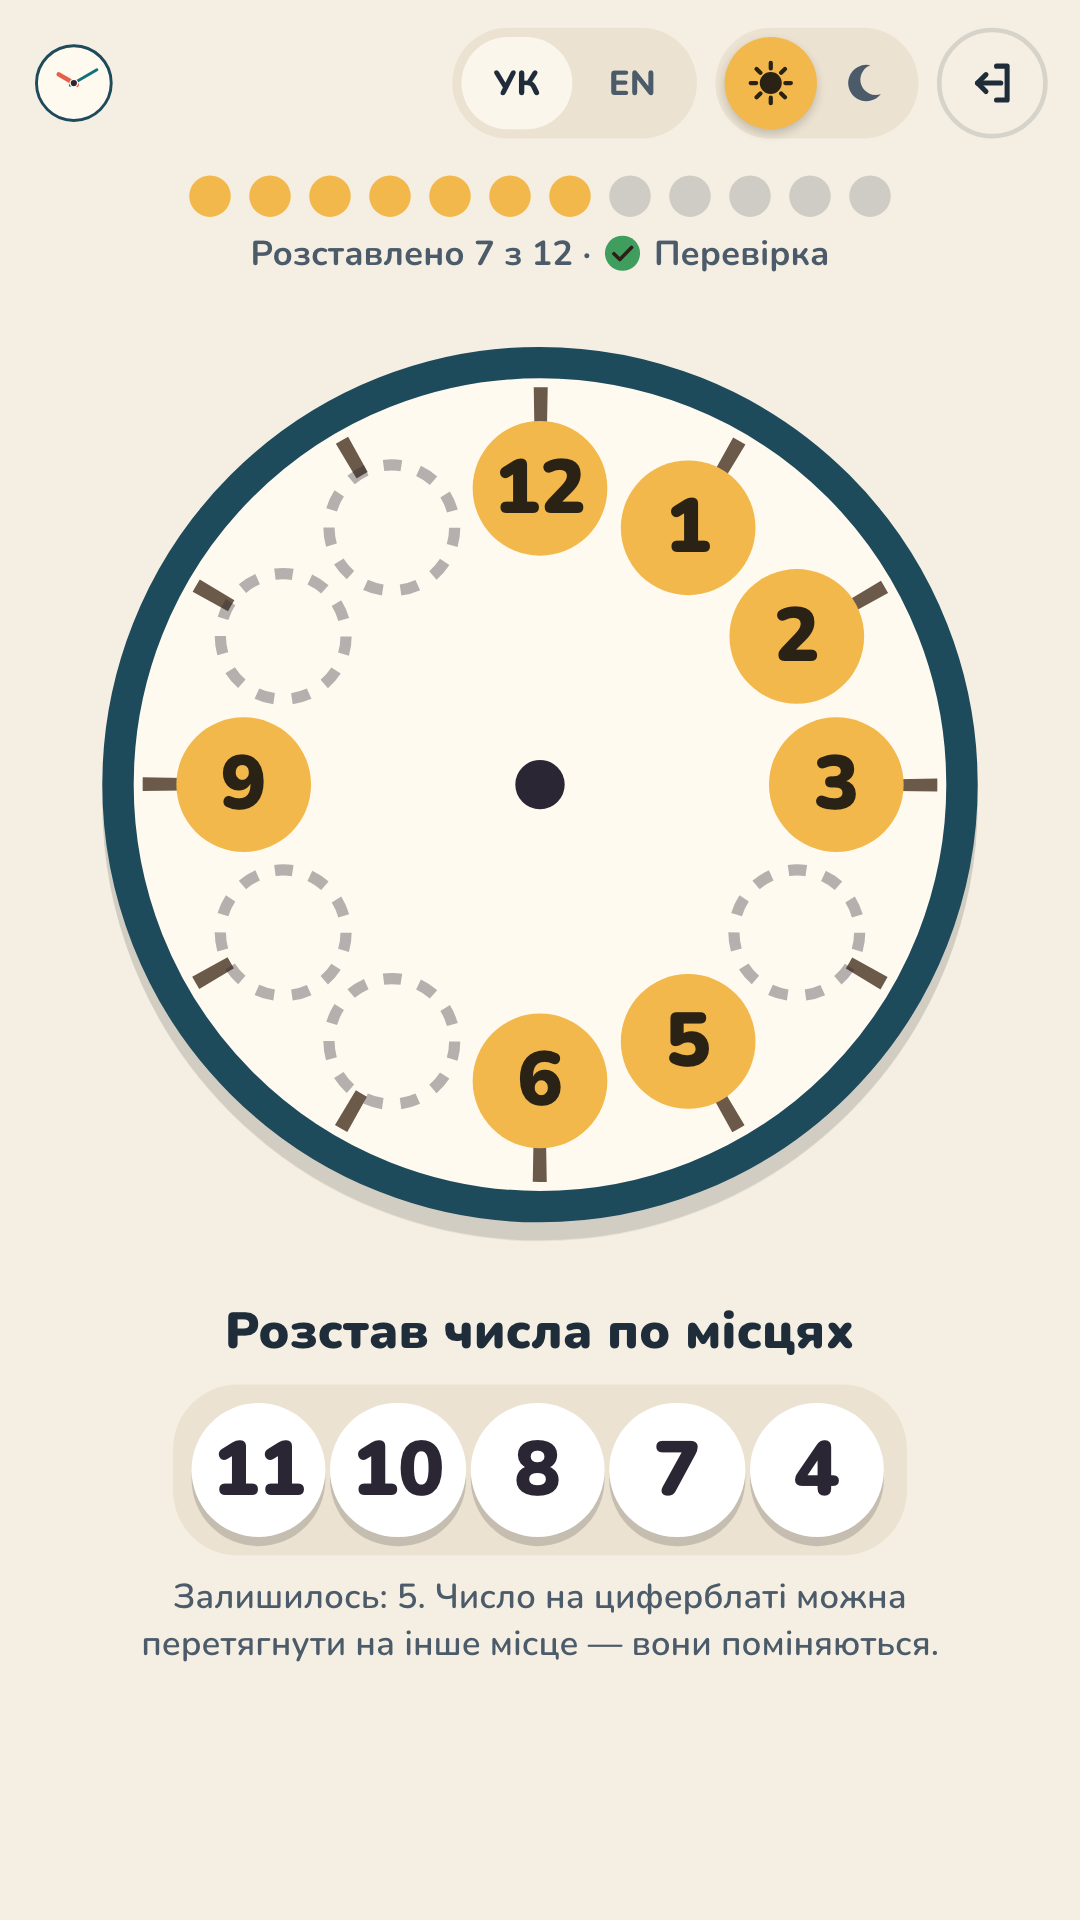 УК EN
Розставлено 7 з 12 · Перевірка
12
1
2
3
5
6
9
Розстав числа по місцях
11 10 8 7 4
Залишилось: 5. Число на циферблаті можна
перетягнути на інше місце — вони поміняються.